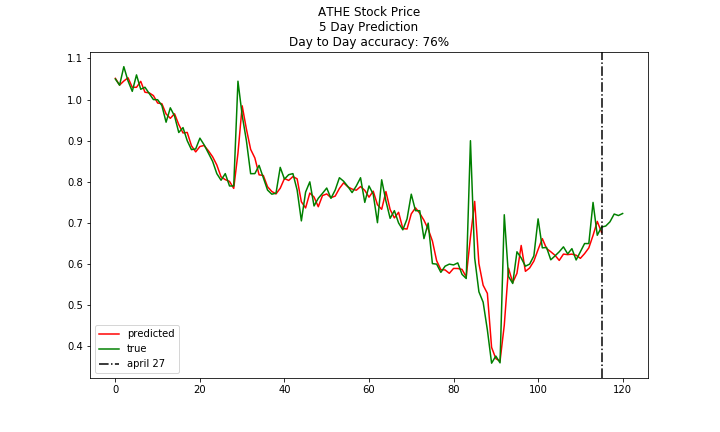 ATHE Stock Price
5 Day Prediction
Day to Day accuracy: 76%
1.1
1.0
0.9
0.8
0.7
0.6
0.5
0.4
predicted
true
april 27
0 20 40 60 80 100 120